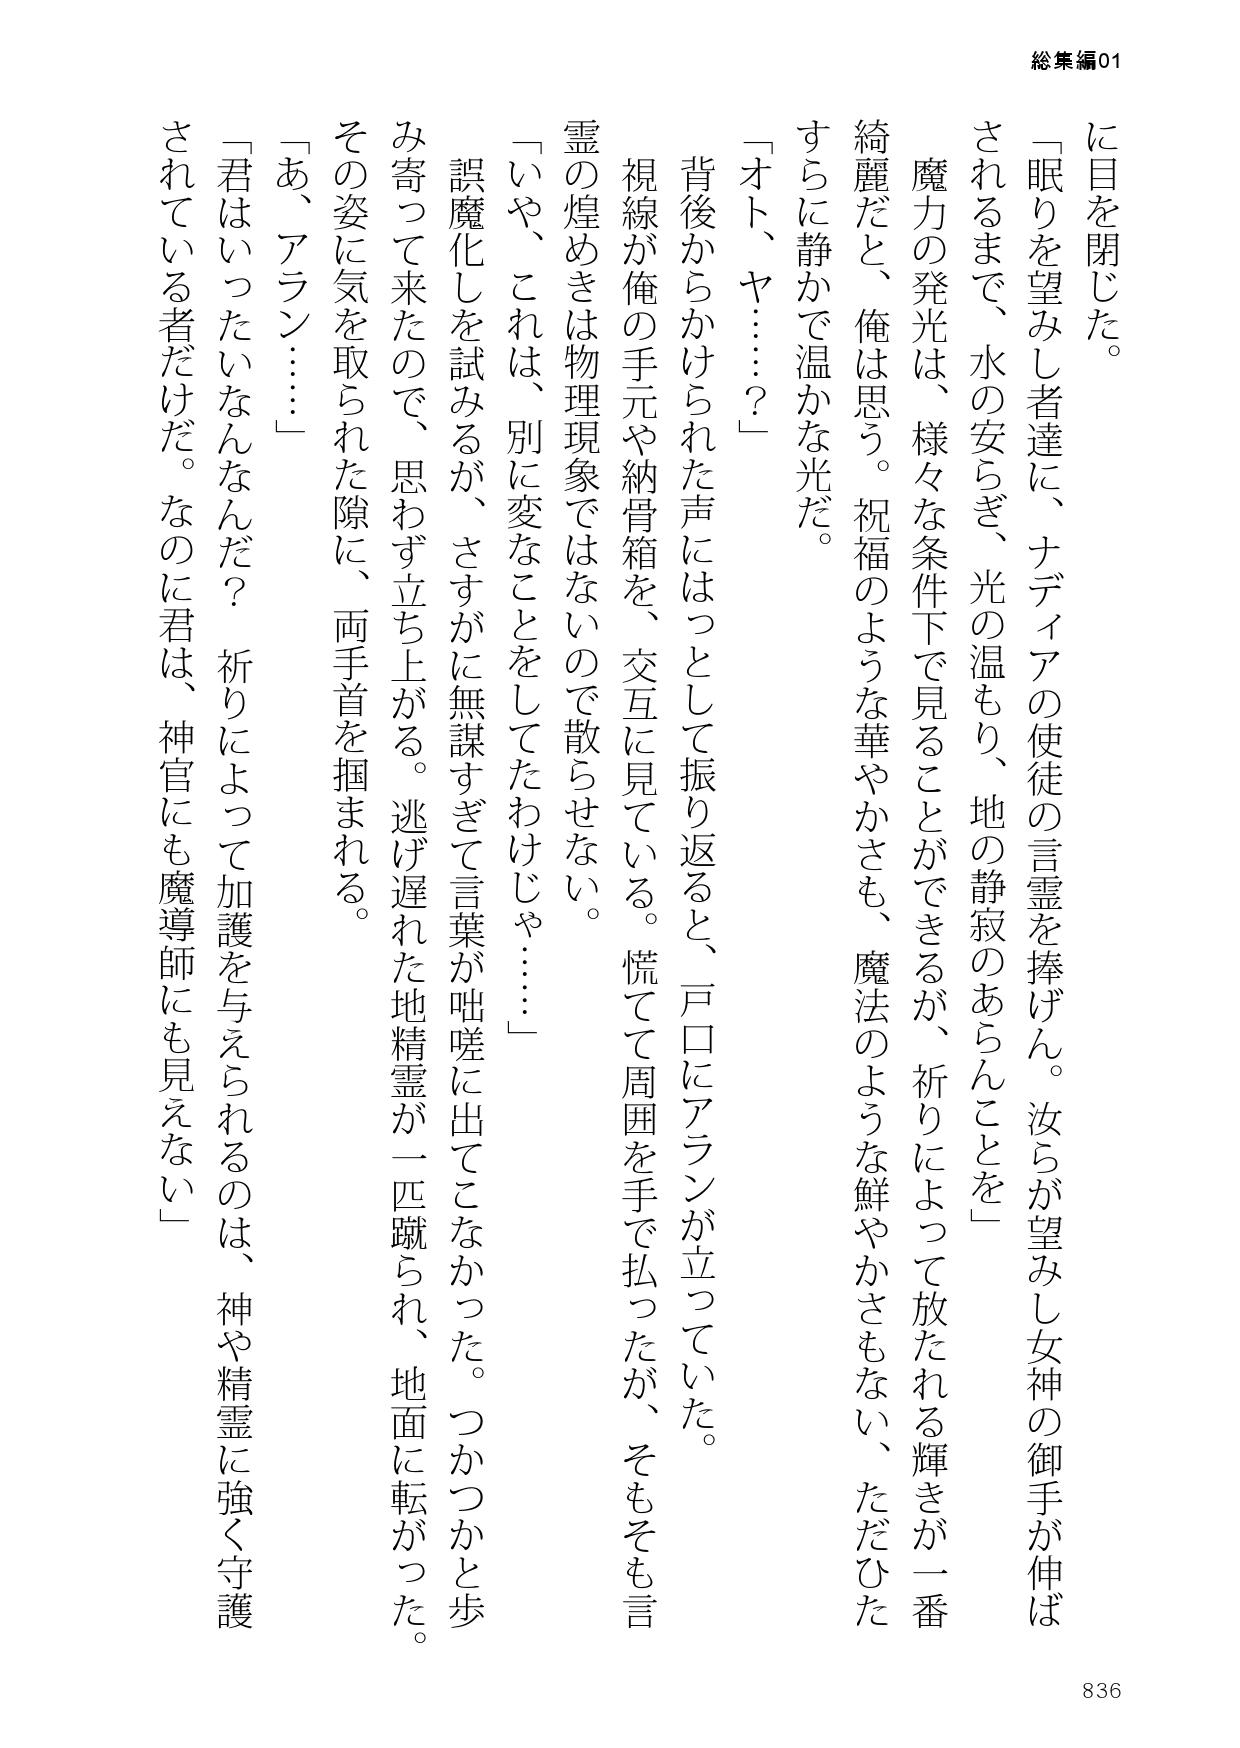 総集編01
に目を閉じた。
「眠りを望みし者達に、ナディアの使徒の言霊を捧げん。汝らが望みし女神の御手が伸ば
されるまで、水の安らぎ、光の温もり、地の静寂のあらんことを」
　魔力の発光は、様々な条件下で見ることができるが、祈りによって放たれる輝きが一番
綺麗だと、俺は思う。祝福のような華やかさも、魔法のような鮮やかさもない、ただひた
すらに静かで温かな光だ。
「オト、ヤ……？」
　背後からかけられた声にはっとして振り返ると、戸口にアランが立っていた。
　視線が俺の手元や納骨箱を、交互に見ている。慌てて周囲を手で払ったが、そもそも言
霊の煌めきは物理現象ではないので散らせない。
「いや、これは、別に変なことをしてたわけじゃ……」
　誤魔化しを試みるが、さすがに無謀すぎて言葉が咄嗟に出てこなかった。つかつかと歩
み寄って来たので、思わず立ち上がる。逃げ遅れた地精霊が一匹蹴られ、地面に転がった。
その姿に気を取られた隙に、両手首を掴まれる。
「あ、アラン……」
「君はいったいなんなんだ？　祈りによって加護を与えられるのは、神や精霊に強く守護
されている者だけだ。なのに君は、神官にも魔導師にも見えない」
836